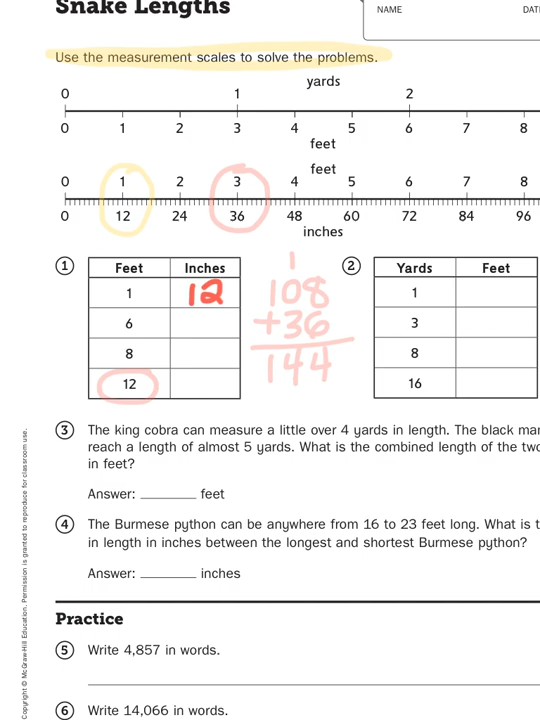 Snake Lengths
NAME
DATE
Use the measurement scales to solve the problems.
yards
0 1 2
0 1 2 3 4 5 6 7 8
feet
feet
0 1 2 3 4 5 6 7 8
0 12 24 36 48 60 72 84 96
inches
1
Feet Inches
1 12
6
8
12
1
108
+36
144
2
Yards Feet
1
3
8
16
3 The king cobra can measure a little over 4 yards in length. The black mam
reach a length of almost 5 yards. What is the combined length of the two
in feet?
Answer: ________ feet
4 The Burmese python can be anywhere from 16 to 23 feet long. What is t
in length in inches between the longest and shortest Burmese python?
Answer: ________ inches
Practice
5 Write 4,857 in words.
6 Write 14,066 in words.
Copyright © McGraw-Hill Education. Permission is granted to reproduce for classroom use.